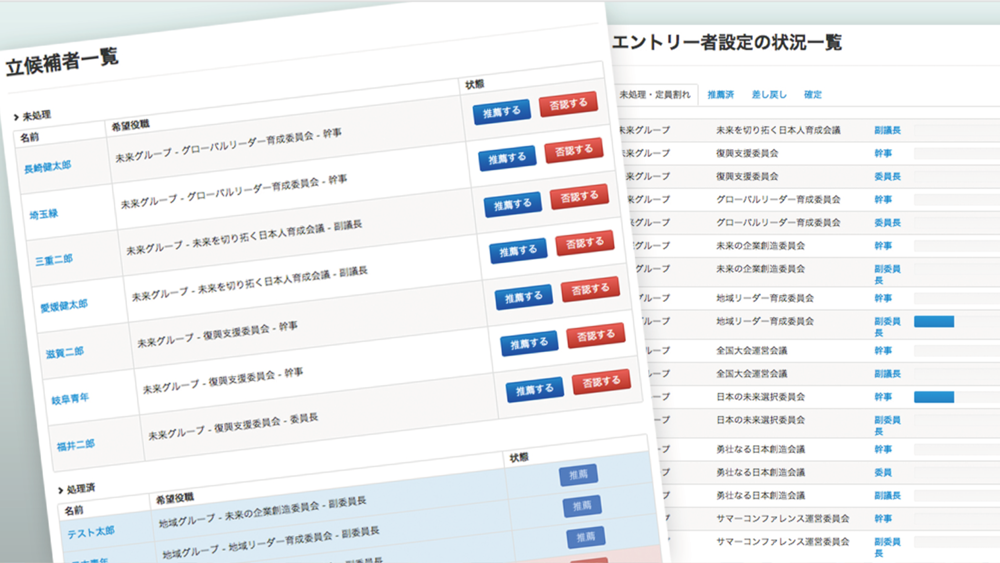 立候補者一覧
未処理
名前 希望役職 状態
長崎健太郎 未来グループ - グローバルリーダー育成委員会 - 幹事 推薦する 否認する
埼玉緑 未来グループ - グローバルリーダー育成委員会 - 幹事 推薦する 否認する
三重二郎 未来グループ - 未来を切り拓く日本人育成会議 - 副議長 推薦する 否認する
愛媛健太郎 未来グループ - 未来を切り拓く日本人育成会議 - 副議長 推薦する 否認する
滋賀二郎 未来グループ - 復興支援委員会 - 幹事 推薦する 否認する
岐阜青年 未来グループ - 復興支援委員会 - 幹事 推薦する 否認する
福井二郎 未来グループ - 復興支援委員会 - 委員長 推薦する 否認する
処理済
名前 希望役職 状態
テスト太郎 地域グループ - 未来の企業創造委員会 - 副委員長 推薦
地域グループ - 地域リーダー育成委員会 - 副委員長 推薦
推薦
エントリー者設定の状況一覧
未処理・定員割れ 推薦済 差し戻し 確定
来グループ 未来を切り拓く日本人育成会議 副議長
来グループ 復興支援委員会 幹事
来グループ 復興支援委員会 委員長
グループ グローバルリーダー育成委員会 幹事
グループ グローバルリーダー育成委員会 委員長
グループ 未来の企業創造委員会 幹事
グループ 未来の企業創造委員会 副委員
長
ループ 地域リーダー育成委員会 幹事
ループ 地域リーダー育成委員会 副委員
長
ループ 全国大会運営会議 幹事
ループ 全国大会運営会議 副議長
ープ 日本の未来選択委員会 幹事
ープ 日本の未来選択委員会 副委員
長
ープ 勇壮なる日本創造会議 幹事
ープ 勇壮なる日本創造会議 委員
プ 勇壮なる日本創造会議 副議長
プ サマーコンファレンス運営委員会 幹事
プ サマーコンファレンス運営委員会 副委員
長